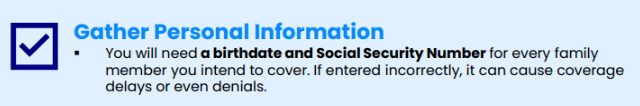 Gather Personal Information
▪ You will need a birthdate and Social Security Number for every family
member you intend to cover. If entered incorrectly, it can cause coverage
delays or even denials.